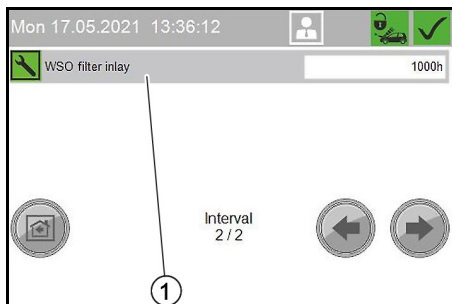 Mon 17.05.2021 13:36:12
WSO filter inlay 1000h
Interval
2 / 2
1